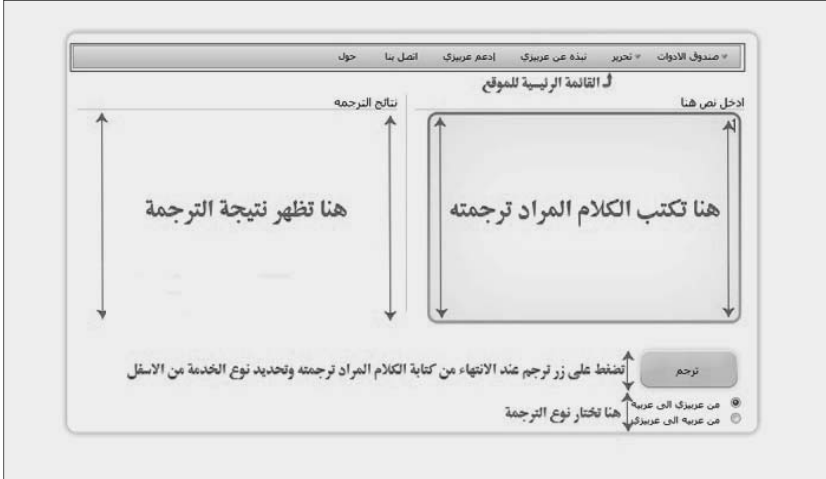 صندوق الادوات تحرير نبذه عن عربيزي إدعم عربيزي اتصل بنا حول
القائمة الرئيسية للموقع
ادخل نص هنا
نتائج الترجمه
هنا تكتب الكلام المراد ترجمته
هنا تظهر نتيجة الترجمة
ترجم
تضغط على زر ترجم عند الانتهاء من كتابة الكلام المراد ترجمته وتحديد نوع الخدمة من الاسفل
من عربيزي الى عربيه
من عربيه الى عربيزي
هنا تختار نوع الترجمة